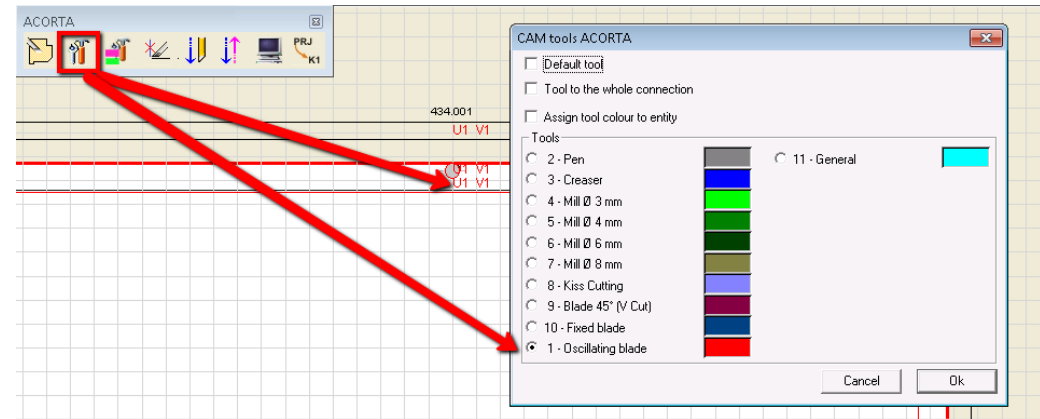 ACORTA
PRJ
K1
434.001
U1 V1
U1 V1
U1 V1
CAM tools ACORTA
Default tool
Tool to the whole connection
Assign tool colour to entity
Tools
2 - Pen
11 - General
3 - Creaser
4 - Mill Ø 3 mm
5 - Mill Ø 4 mm
6 - Mill Ø 6 mm
7 - Mill Ø 8 mm
8 - Kiss Cutting
9 - Blade 45° (V Cut)
10 - Fixed blade
1 - Oscillating blade
Cancel
Ok